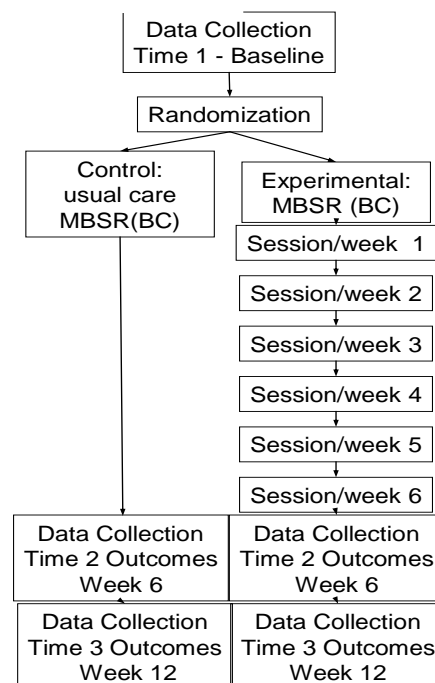 Data Collection
Time 1 - Baseline
Randomization
Control:
usual care
MBSR(BC)
Experimental:
MBSR (BC)
Session/week 1
Session/week 2
Session/week 3
Session/week 4
Session/week 5
Session/week 6
Data Collection
Time 2 Outcomes
Week 6
Data Collection
Time 2 Outcomes
Week 6
Data Collection
Time 3 Outcomes
Week 12
Data Collection
Time 3 Outcomes
Week 12